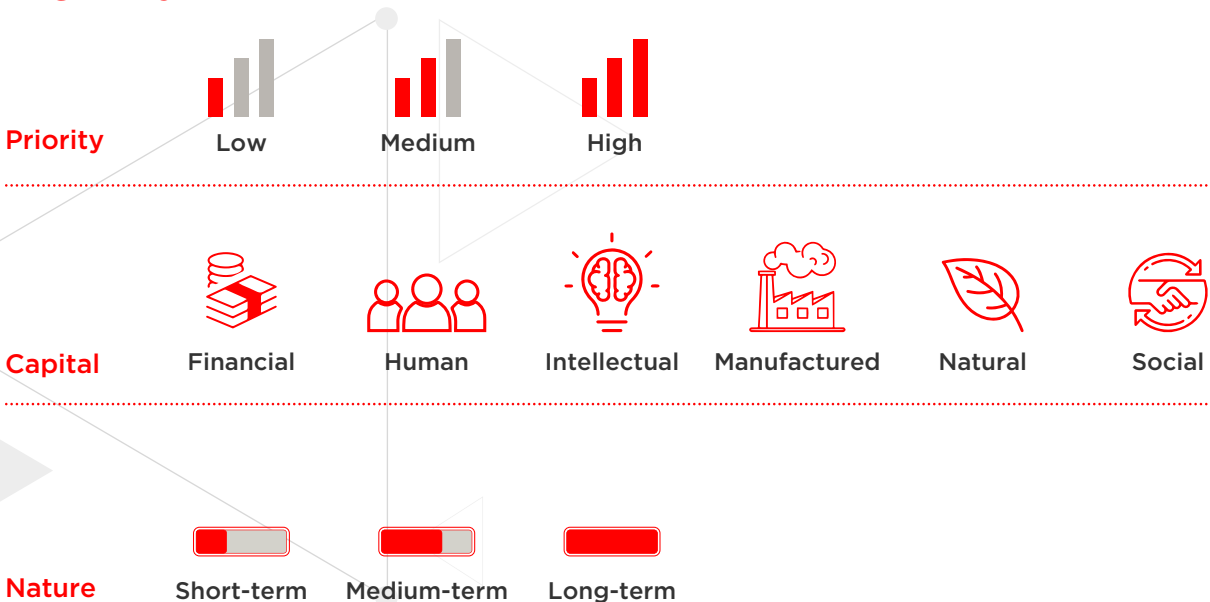 Priority
Low Medium High
Capital
Financial Human Intellectual Manufactured Natural Social
Nature
Short-term Medium-term Long-term